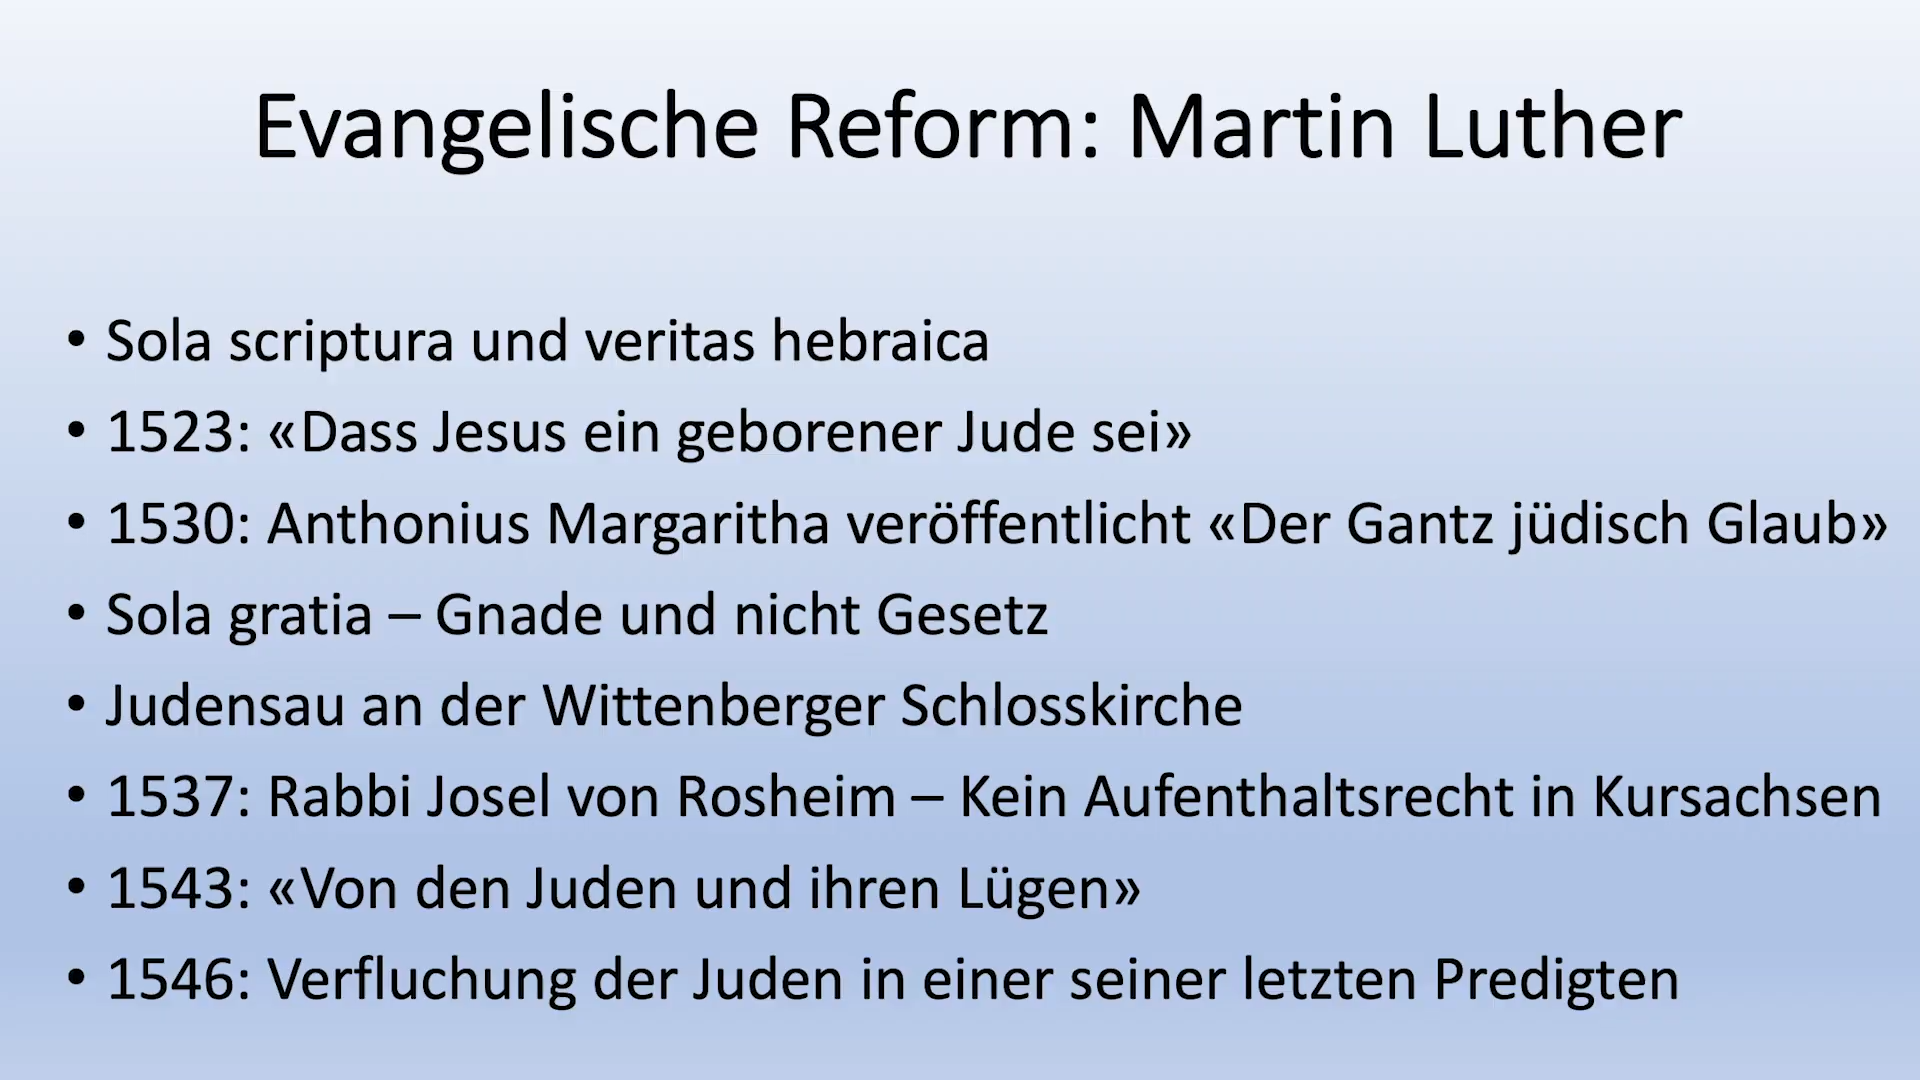 Evangelische Reform: Martin Luther
• Sola scriptura und veritas hebraica
• 1523: «Dass Jesus ein geborener Jude sei»
• 1530: Anthonius Margaritha veröffentlicht «Der Gantz jüdisch Glaub»
• Sola gratia – Gnade und nicht Gesetz
• Judensau an der Wittenberger Schlosskirche
• 1537: Rabbi Josel von Rosheim – Kein Aufenthaltsrecht in Kursachsen
• 1543: «Von den Juden und ihren Lügen»
• 1546: Verfluchung der Juden in einer seiner letzten Predigten